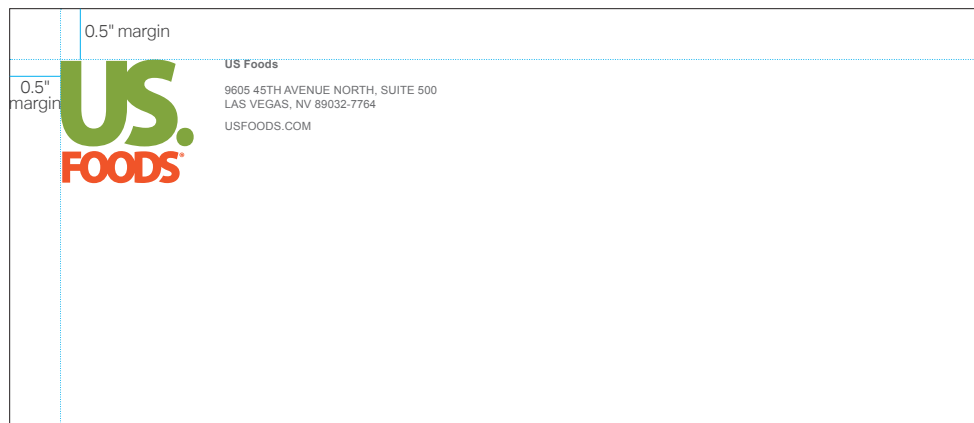 0.5" margin
0.5"
margin
US.
FOODS®
US Foods
9605 45TH AVENUE NORTH, SUITE 500
LAS VEGAS, NV 89032-7764
USFOODS.COM